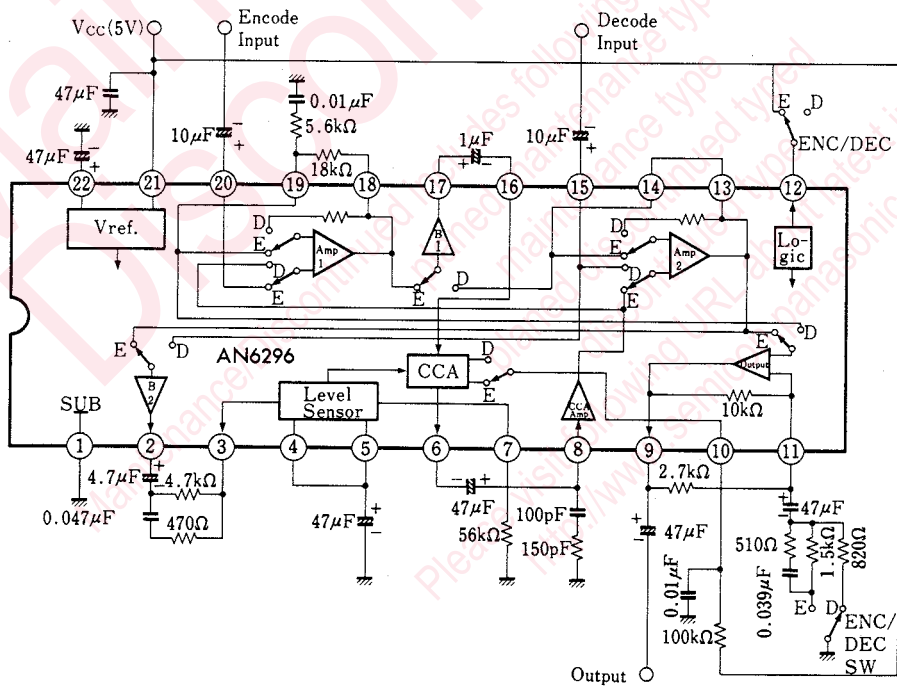 Vcc(5V)
Encode
Input
Decode
Input
47μF
0.01μF
5.6kΩ
47μF
10μF
1μF
10μF
E
D
ENC/DEC
18kΩ
22
21
20
19
18
17
16
15
14
13
12
Vref.
D
E
Amp
1
D
E
B
1
E
D
D
E
Amp
2
D
E
Lo-
gic
E
D
AN6296
D
E
Output
B
2
CCA
D
E
Level
Sensor
CCA
Amp
10kΩ
SUB
1
2
3
4
5
6
7
8
9
10
11
4.7μF
4.7kΩ
2.7kΩ
47μF
0.047μF
470Ω
47μF
47μF
56kΩ
100pF
150pF
47μF
0.01μF
100kΩ
510Ω
1.5kΩ
820Ω
0.039μF
E
D
ENC/
DEC
SW
Output